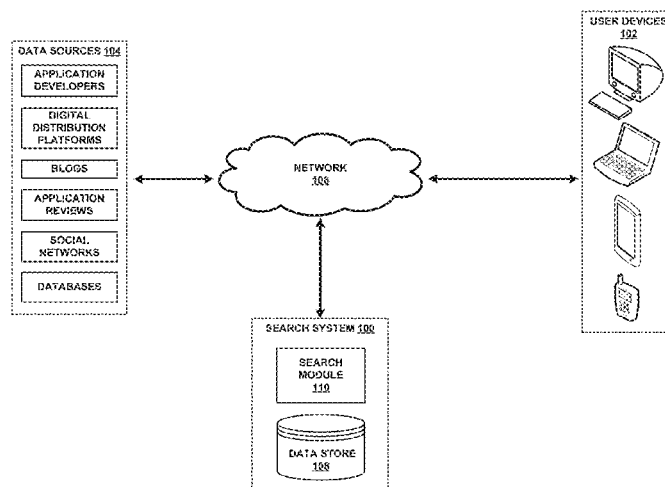 DATA SOURCES 104
APPLICATION
DEVELOPERS
DIGITAL
DISTRIBUTION
PLATFORMS
BLOGS
APPLICATION
REVIEWS
SOCIAL
NETWORKS
DATABASES
NETWORK
106
USER DEVICES
102
SEARCH SYSTEM 100
SEARCH
MODULE
110
DATA STORE
108